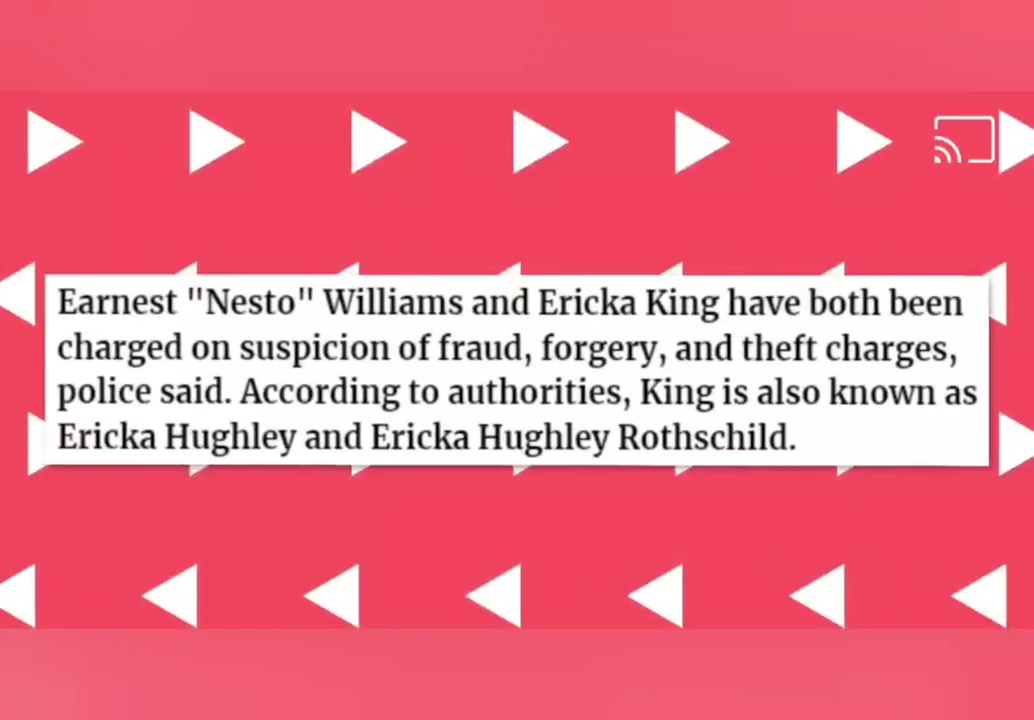 Earnest "Nesto" Williams and Ericka King have both been
charged on suspicion of fraud, forgery, and theft charges,
police said. According to authorities, King is also known as
Ericka Hughley and Ericka Hughley Rothschild.